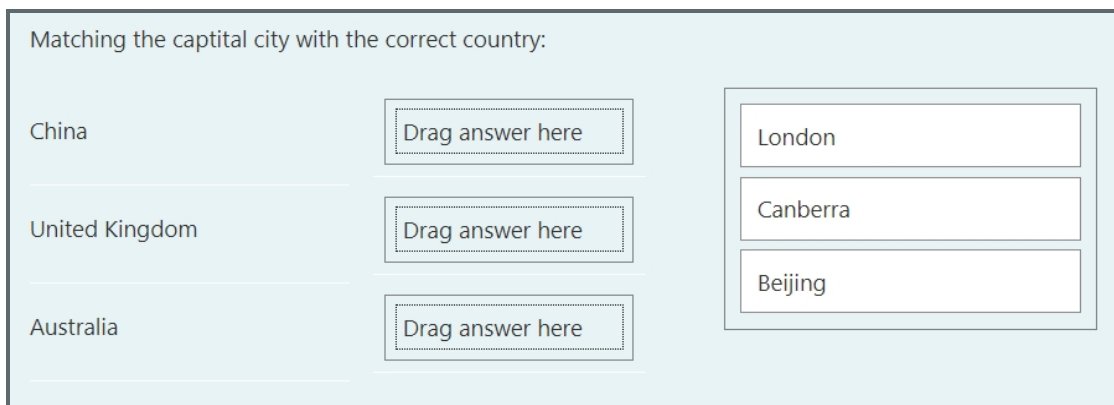 Matching the captital city with the correct country:
China
Drag answer here
United Kingdom
Drag answer here
Australia
Drag answer here
London
Canberra
Beijing